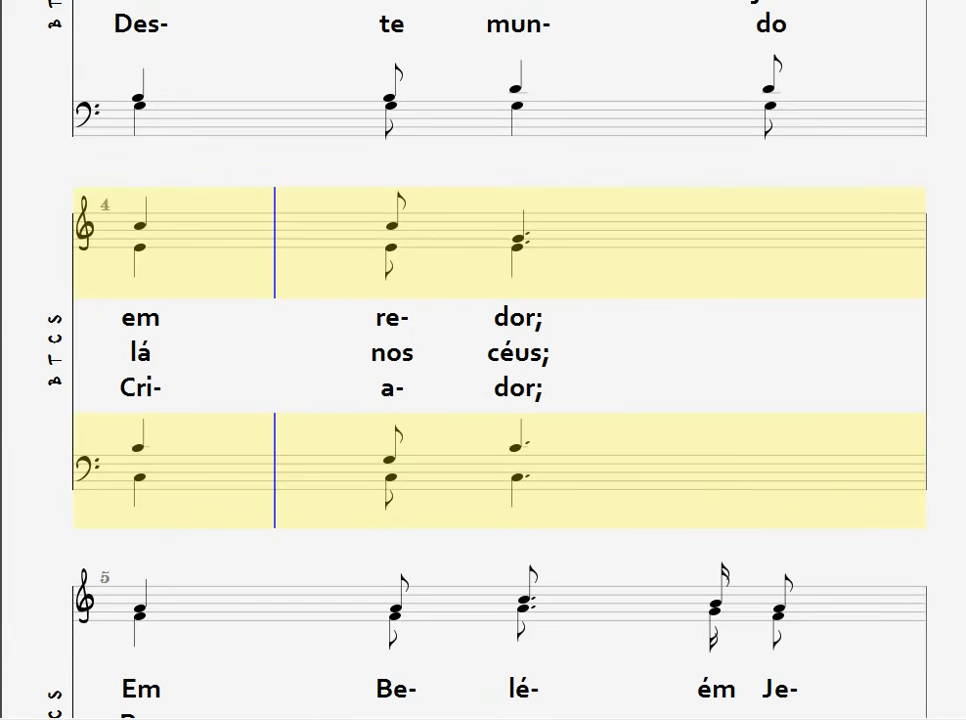 Des- te mun- do
B T
4
em re- dor;
lá nos céus;
Cri- a- dor;
B T C S
5
Em Be- lé- ém Je-
C S